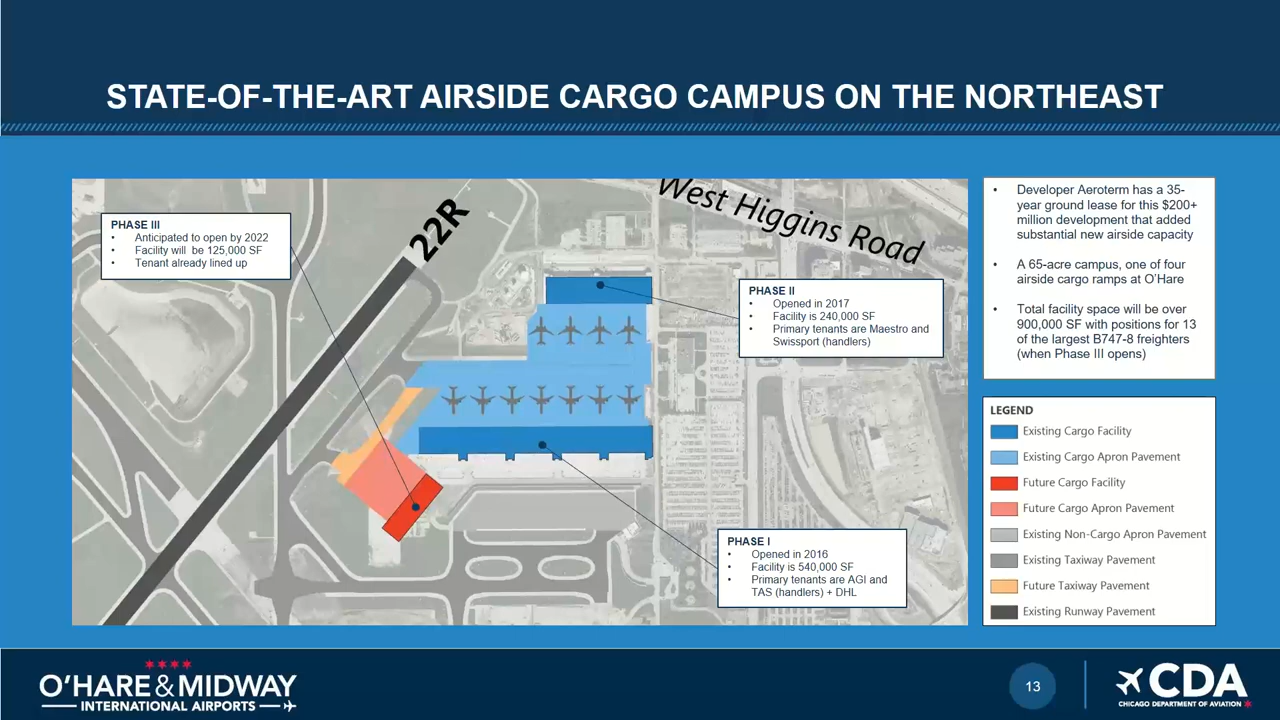 STATE-OF-THE-ART AIRSIDE CARGO CAMPUS ON THE NORTHEAST
22R
West Higgins Road
PHASE III
• Anticipated to open by 2022
• Facility will be 125,000 SF
• Tenant already lined up
PHASE II
• Opened in 2017
• Facility is 240,000 SF
• Primary tenants are Maestro and
Swissport (handlers)
PHASE I
• Opened in 2016
• Facility is 540,000 SF
• Primary tenants are AGI and
TAS (handlers) + DHL
• Developer Aeroterm has a 35-
year ground lease for this $200+
million development that added
substantial new airside capacity
• A 65-acre campus, one of four
airside cargo ramps at O'Hare
• Total facility space will be over
900,000 SF with positions for 13
of the largest B747-8 freighters
(when Phase III opens)
LEGEND
Existing Cargo Facility
Existing Cargo Apron Pavement
Future Cargo Facility
Future Cargo Apron Pavement
Existing Non-Cargo Apron Pavement
Existing Taxiway Pavement
Future Taxiway Pavement
Existing Runway Pavement
O'HARE & MIDWAY
INTERNATIONAL AIRPORTS
13
CDA
CHICAGO DEPARTMENT OF AVIATION